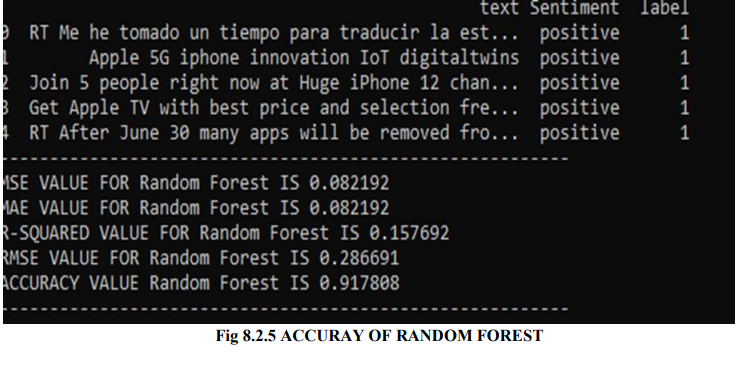 text Sentiment label
0 RT Me he tomado un tiempo para traducir la est... positive 1
1 Apple 5G iphone innovation IoT digitaltwins positive 1
2 Join 5 people right now at Huge iPhone 12 chan... positive 1
3 Get Apple TV with best price and selection fre... positive 1
4 RT After June 30 many apps will be removed fro... positive 1
---------------------------------------------------------
MSE VALUE FOR Random Forest IS 0.082192
MAE VALUE FOR Random Forest IS 0.082192
R-SQUARED VALUE FOR Random Forest IS 0.157692
RMSE VALUE FOR Random Forest IS 0.286691
ACCURACY VALUE Random Forest IS 0.917808
---------------------------------------------------------
Fig 8.2.5 ACCURAY OF RANDOM FOREST